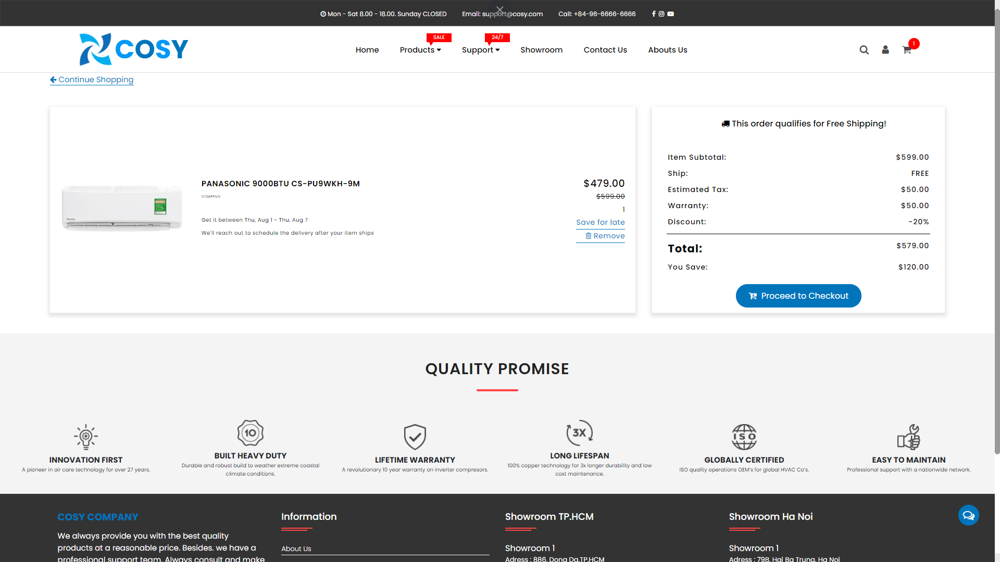 Mon - Sat 8.00 - 18.00. Sunday CLOSED
Email: support@cosy.com
Call: +84-96-6666-6666
COSY
Home
Products
SALE
Support
24/7
Showroom
Contact Us
Abouts Us
1
Continue Shopping
PANASONIC 9000BTU CS-PU9WKH-9M
V13APFUV
Get it between Thu, Aug 1 - Thu, Aug 7
We'll reach out to schedule the delivery after your item ships
$479.00
$599.00
1
Save for late
Remove
This order qualifies for Free Shipping!
Item Subtotal: $599.00
Ship: FREE
Estimated Tax: $50.00
Warranty: $50.00
Discount: -20%
Total: $579.00
You Save: $120.00
Proceed to Checkout
QUALITY PROMISE
INNOVATION FIRST
A pioneer in air care technology for over 27 years.
10
BUILT HEAVY DUTY
Durable and robust build to weather extreme coastal
climate conditions.
LIFETIME WARRANTY
A revolutionary 10 year warranty on inverter compresors.
3X
LONG LIFESPAN
100% copper technology for 3x longer durability and low
cost maintenance.
ISO
GLOBALLY CERTIFIED
ISO quality operations OEM's for global HVAC Co's.
EASY TO MAINTAIN
Professional support with a nationwide network.
COSY COMPANY
We always provide you with the best quality
products at a reasonable price. Besides. we have a
professional support team. Always consult and make
Information
About Us
Showroom TP.HCM
Showroom 1
Adress : 886, Dong Da,TP.HCM
Showroom Ha Noi
Showroom 1
Adress : 79B, Hai Ba Trung, Ha Noi